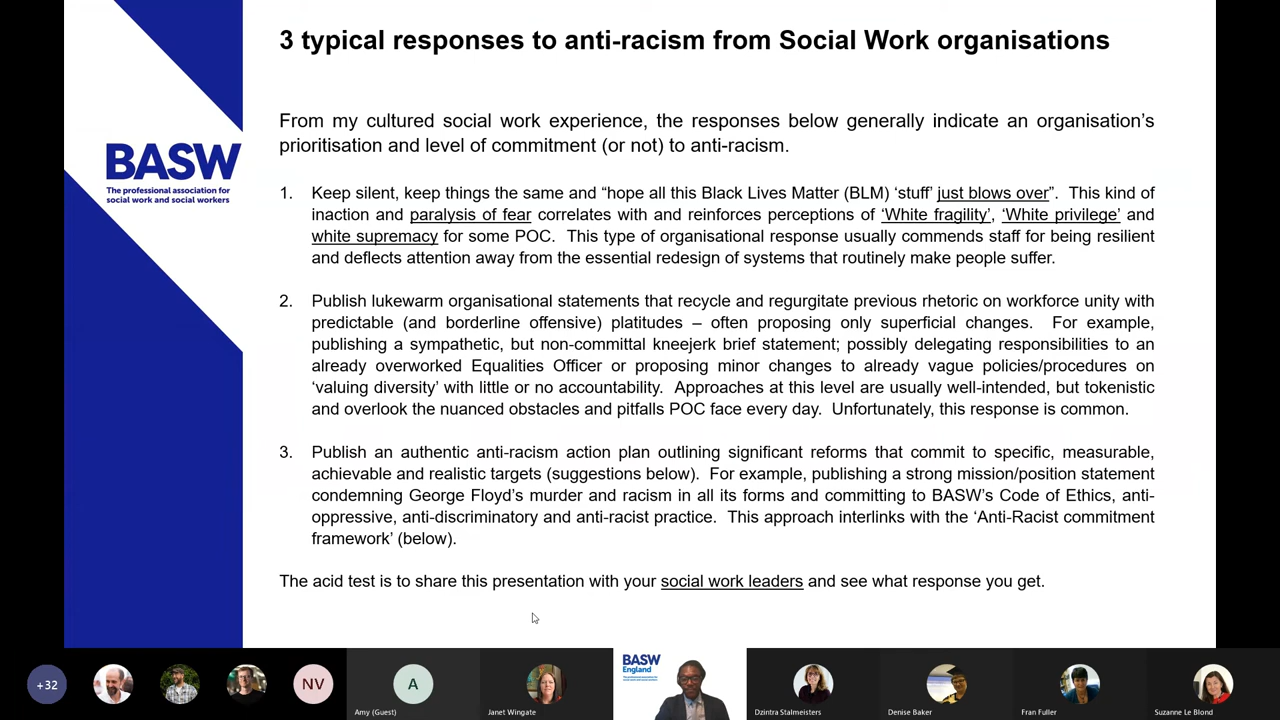 3 typical responses to anti-racism from Social Work organisations
From my cultured social work experience, the responses below generally indicate an organisation's
prioritisation and level of commitment (or not) to anti-racism.
BASW
The professional association for
social work and social workers
1. Keep silent, keep things the same and “hope all this Black Lives Matter (BLM) ‘stuff’ just blows over”. This kind of
inaction and paralysis of fear correlates with and reinforces perceptions of ‘White fragility’, ‘White privilege’ and
white supremacy for some POC. This type of organisational response usually commends staff for being resilient
and deflects attention away from the essential redesign of systems that routinely make people suffer.
2. Publish lukewarm organisational statements that recycle and regurgitate previous rhetoric on workforce unity with
predictable (and borderline offensive) platitudes – often proposing only superficial changes. For example,
publishing a sympathetic, but non-committal kneejerk brief statement; possibly delegating responsibilities to an
already overworked Equalities Officer or proposing minor changes to already vague policies/procedures on
‘valuing diversity’ with little or no accountability. Approaches at this level are usually well-intended, but tokenistic
and overlook the nuanced obstacles and pitfalls POC face every day. Unfortunately, this response is common.
3. Publish an authentic anti-racism action plan outlining significant reforms that commit to specific, measurable,
achievable and realistic targets (suggestions below). For example, publishing a strong mission/position statement
condemning George Floyd’s murder and racism in all its forms and committing to BASW’s Code of Ethics, anti-
oppressive, anti-discriminatory and anti-racist practice. This approach interlinks with the ‘Anti-Racist commitment
framework’ (below).
The acid test is to share this presentation with your social work leaders and see what response you get.
+32
NV
A
Amy (Guest)
Janet Wingate
BASW
England
Dzintra Stalmeisters
Denise Baker
Fran Fuller
Suzanne Le Blond